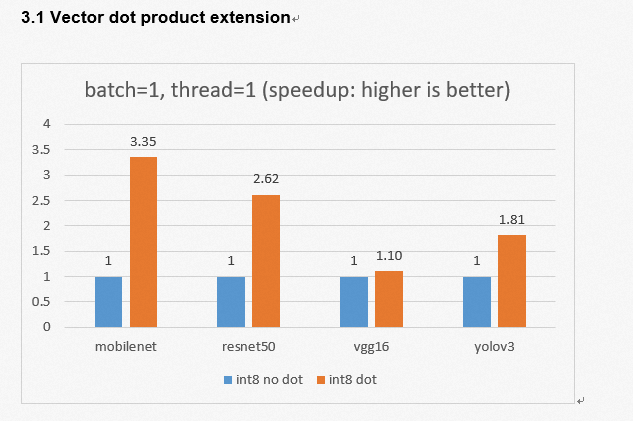 3.1 Vector dot product extension
batch=1, thread=1 (speedup: higher is better)
4
3.5
3
2.5
2
1.5
1
0.5
0
1
3.35
1
2.62
1
1.10
1
1.81
mobilenet
resnet50
vgg16
yolov3
int8 no dot
int8 dot